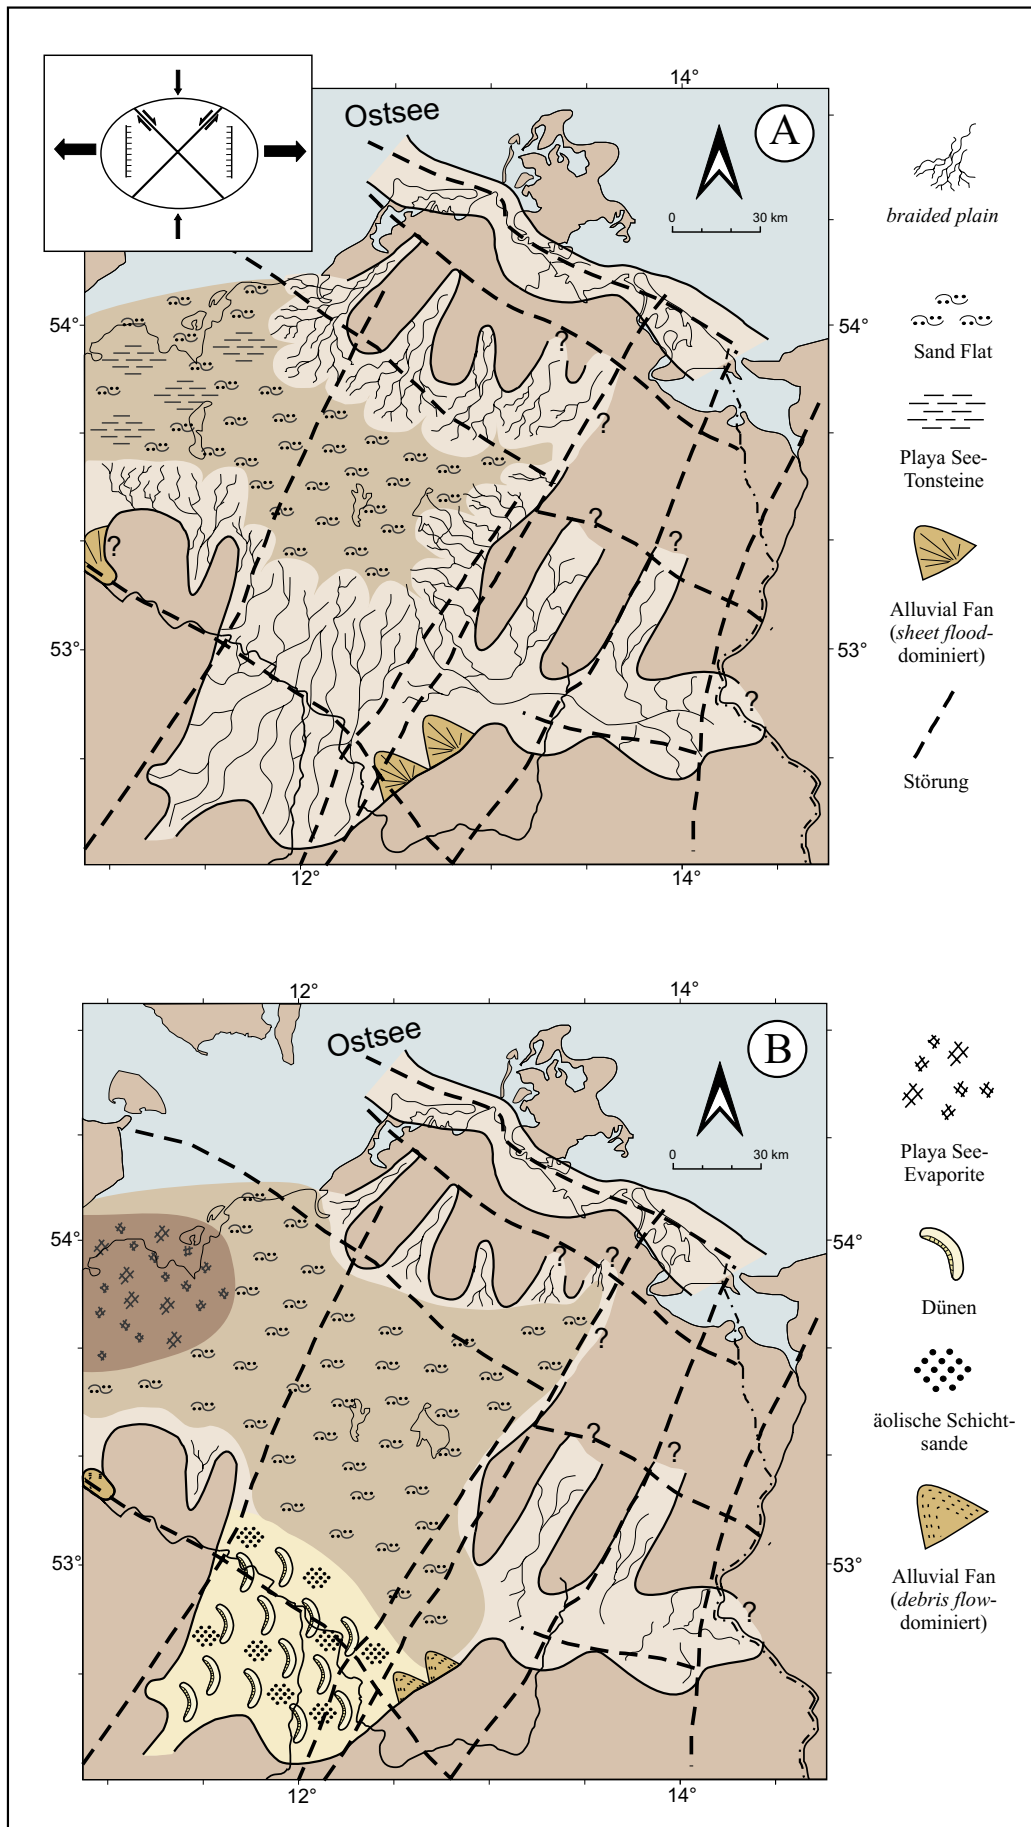 14°
Ostsee
A
0 30 km
54°
54°
?
?
?
?
?
53°
53°
?
12°
14°
braided plain
Sand Flat
Playa See-
Tonsteine
Alluvial Fan
(sheet flood-
dominiert)
Störung
12°
14°
Ostsee
B
0 30 km
54°
54°
?
?
?
?
?
53°
53°
?
12°
14°
Playa See-
Evaporite
Dünen
äolische Schicht-
sande
Alluvial Fan
(debris flow-
dominiert)